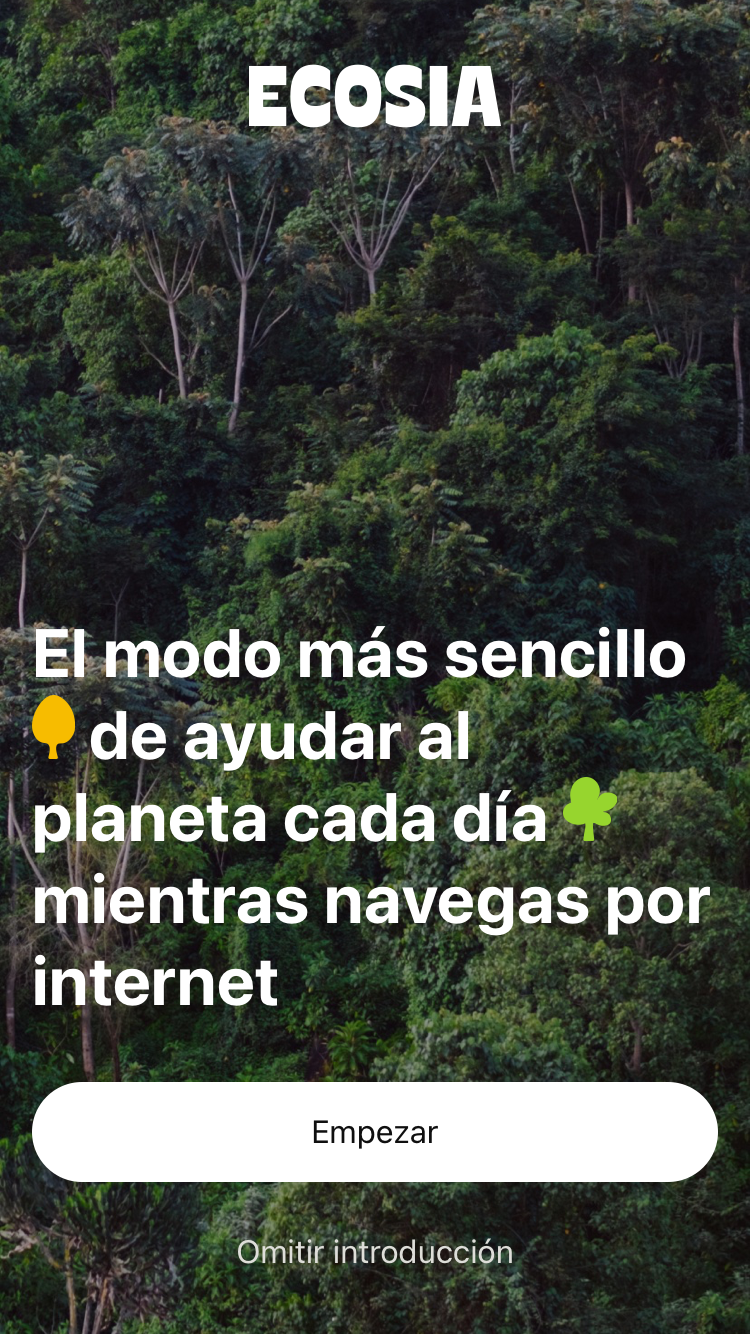 ECOSIA
El modo más sencillo
de ayudar al
planeta cada día
mientras navegas por
internet
Empezar
Omitir introducción